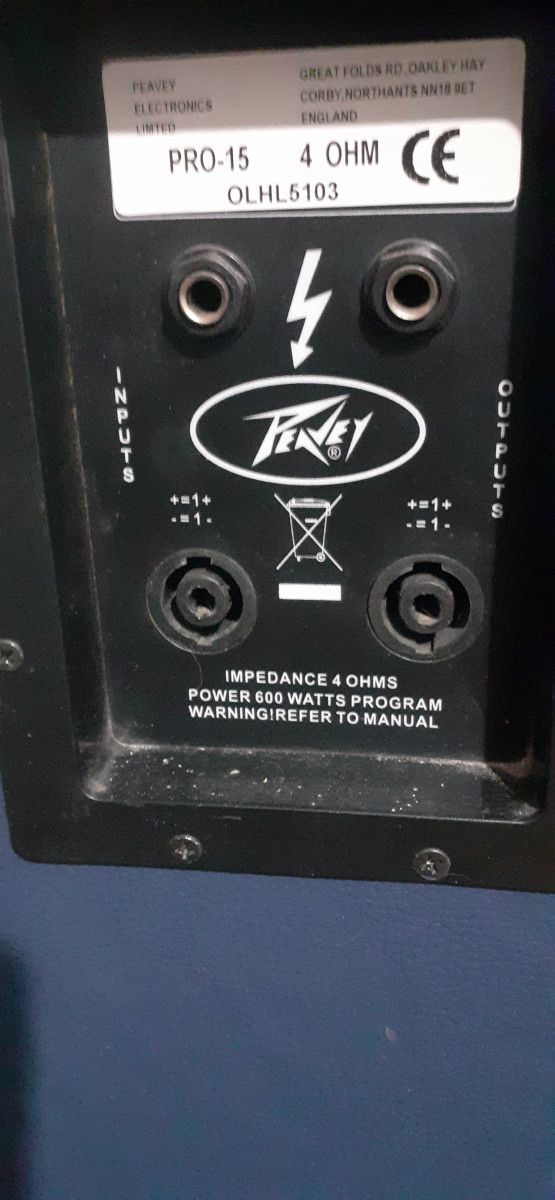 PEAVEY
ELECTRONICS
LIMTED
GREAT FOLDS RD.,OAKLEY HAY
CORBY,NORTHANTS NN18 9ET
ENGLAND
PRO-15 4 OHM CE
OLHL5103
INPUTS
OUTPUTS
PEAVEY®
+=1+
-=1-
+=1+
-=1-
IMPEDANCE 4 OHMS
POWER 600 WATTS PROGRAM
WARNING!REFER TO MANUAL